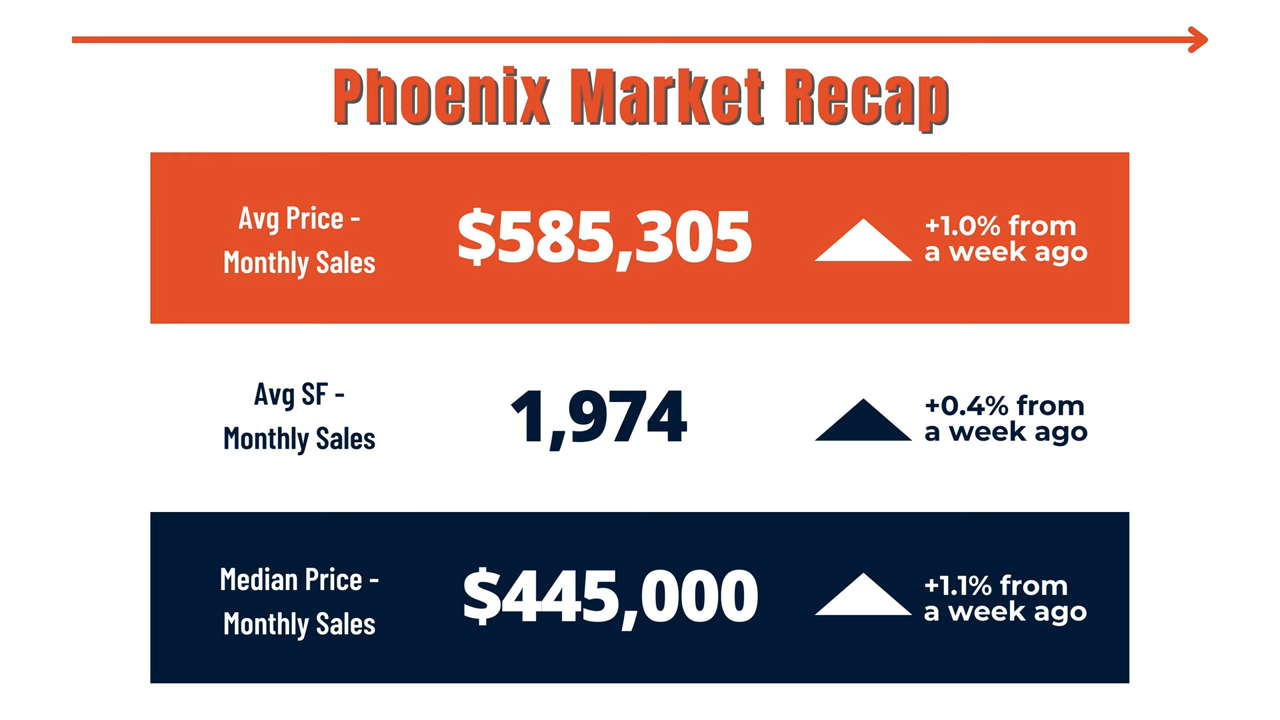 Phoenix Market Recap
Avg Price -
Monthly Sales
$585,305
+1.0% from
a week ago
Avg SF -
Monthly Sales
1,974
+0.4% from
a week ago
Median Price -
Monthly Sales
$445,000
+1.1% from
a week ago